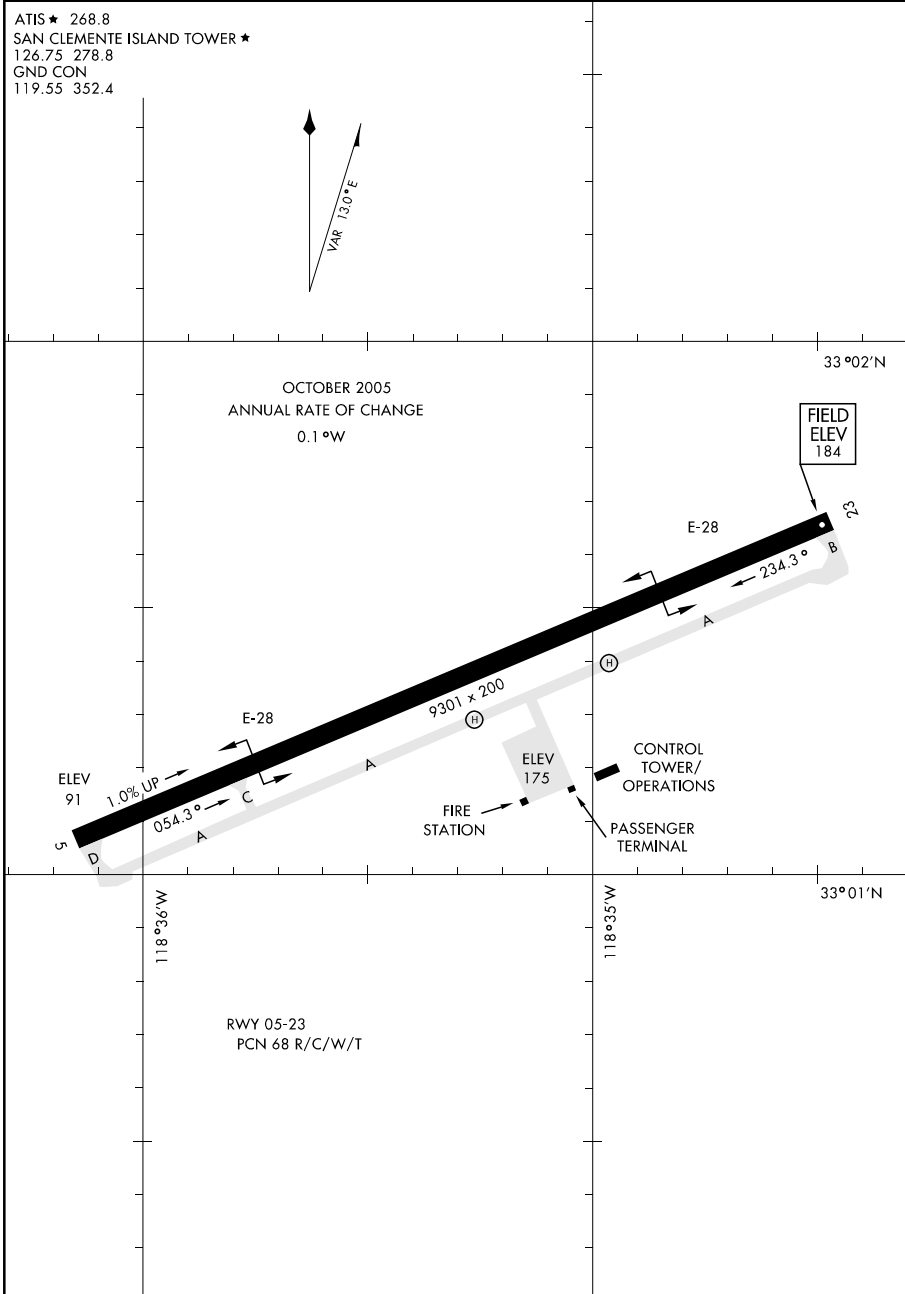 ATIS ★ 268.8
SAN CLEMENTE ISLAND TOWER ★
126.75 278.8
GND CON
119.55 352.4
VAR 13.0° E
33°02'N
OCTOBER 2005
ANNUAL RATE OF CHANGE
0.1°W
FIELD
ELEV
184
23
E-28
B
234.3°
A
H
9301 x 200
H
E-28
A
ELEV
175
CONTROL
TOWER/
OPERATIONS
ELEV
91
1.0% UP
054.3°
C
FIRE
STATION
PASSENGER
TERMINAL
5
D
A
33°01'N
118°36'W
118°35'W
RWY 05-23
PCN 68 R/C/W/T